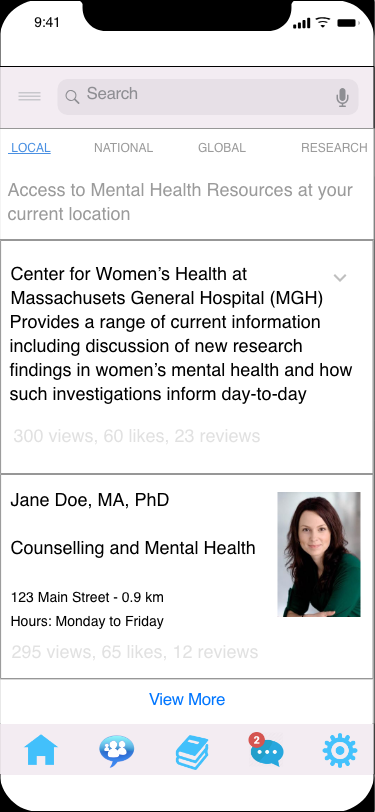 9:41
Search
LOCAL NATIONAL GLOBAL RESEARCH
Access to Mental Health Resources at your
current location
Center for Women's Health at
Massachusets General Hospital (MGH)
Provides a range of current information
including discussion of new research
findings in women's mental health and how
such investigations inform day-to-day
300 views, 60 likes, 23 reviews
Jane Doe, MA, PhD
Counselling and Mental Health
123 Main Street - 0.9 km
Hours: Monday to Friday
295 views, 65 likes, 12 reviews
View More
2